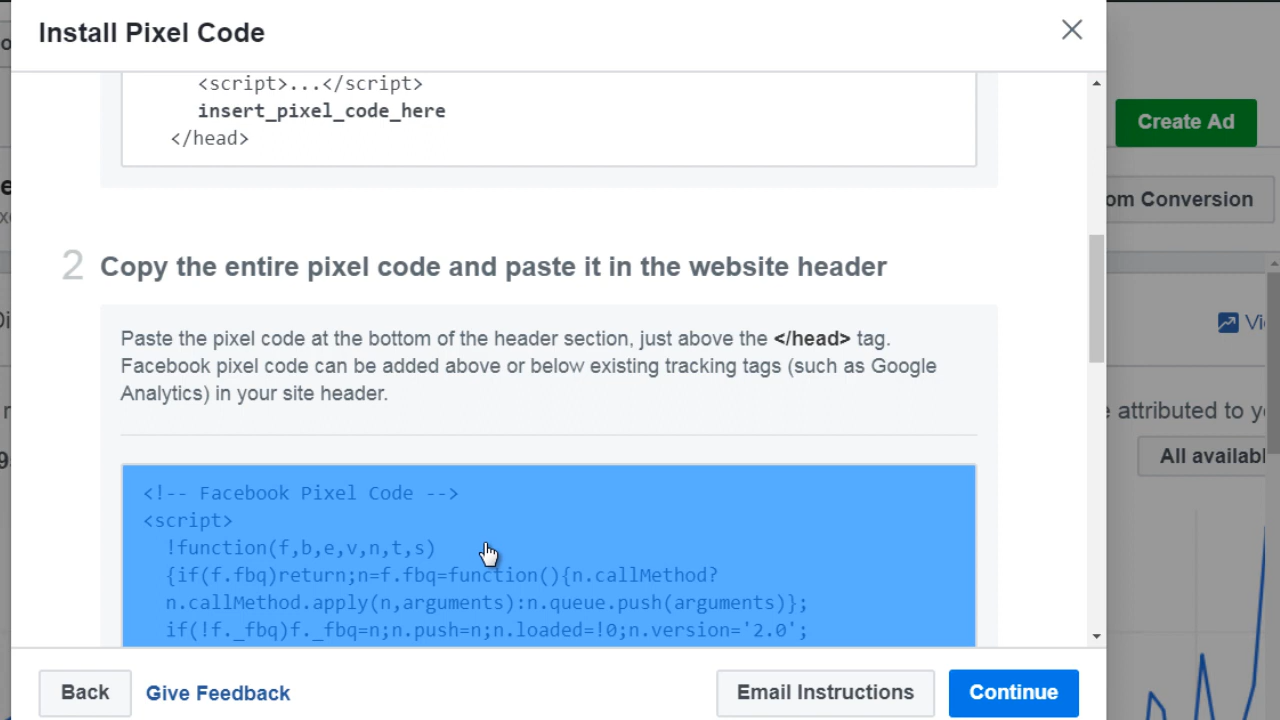 Install Pixel Code
<script>...</script>
insert_pixel_code_here
</head>
Create Ad
om Conversion
2 Copy the entire pixel code and paste it in the website header
Paste the pixel code at the bottom of the header section, just above the </head> tag.
Facebook pixel code can be added above or below existing tracking tags (such as Google
Analytics) in your site header.
Vi
attributed to y
All availabl
<!-- Facebook Pixel Code -->
<script>
!function(f,b,e,v,n,t,s)
{if(f.fbq)return;n=f.fbq=function(){n.callMethod?
n.callMethod.apply(n,arguments):n.queue.push(arguments)};
if(!f._fbq)f._fbq=n;n.push=n;n.loaded=!0;n.version='2.0';
Back
Give Feedback
Email Instructions
Continue